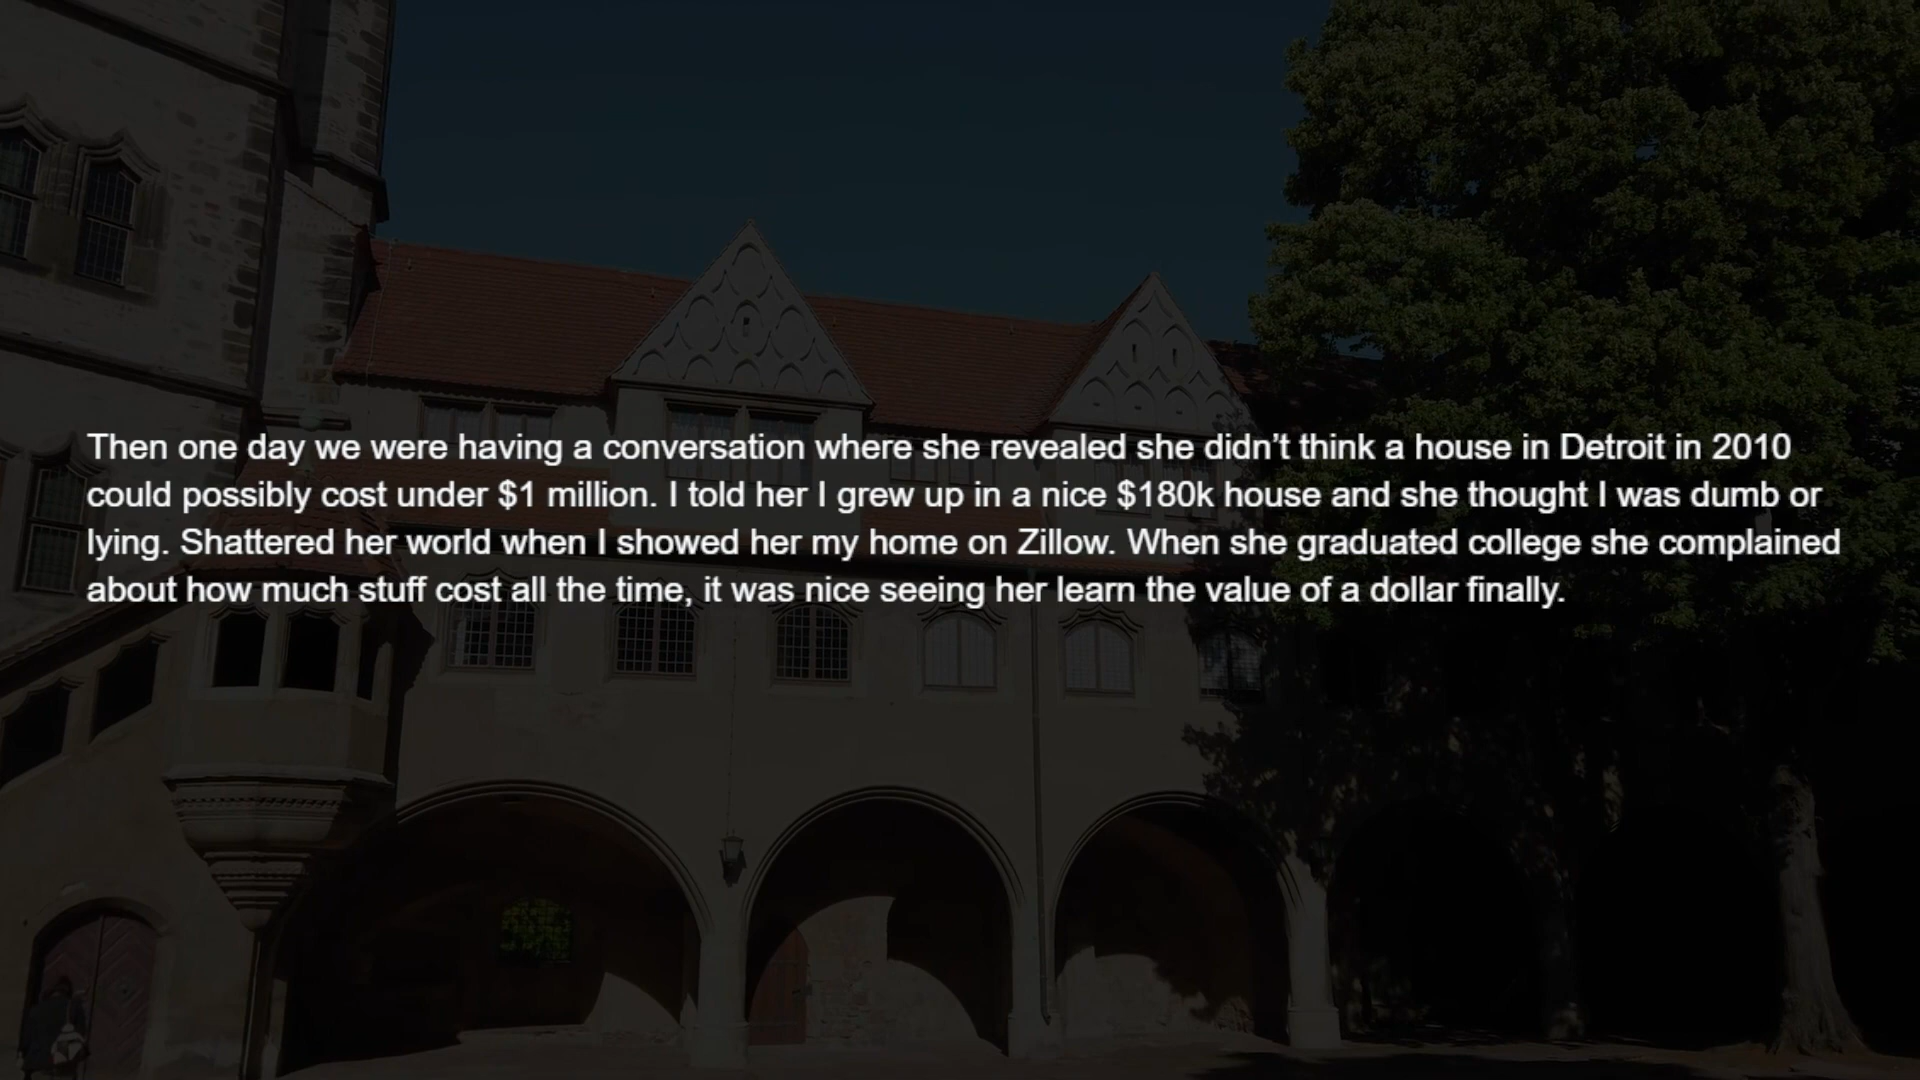 Then one day we were having a conversation where she revealed she didn’t think a house in Detroit in 2010
could possibly cost under $1 million. I told her I grew up in a nice $180k house and she thought I was dumb or
lying. Shattered her world when I showed her my home on Zillow. When she graduated college she complained
about how much stuff cost all the time, it was nice seeing her learn the value of a dollar finally.